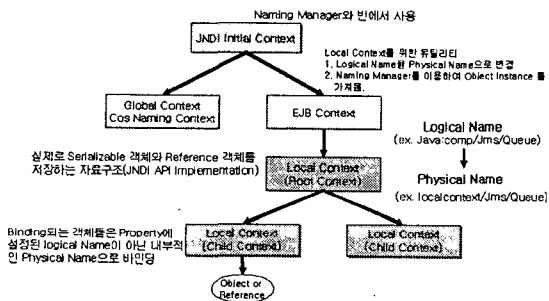 Naming Manager와 빈에서 사용
JNDI Initial Context
Local Context를 위한 유틸리티
1. Logical Name를 Physical Name으로 변경
2. Naming Manager를 이용하여 Object Instance 를
가져옴.
Global Context
Cos Naming Context
EJB Context
Logical Name
(ex. Java:comp/Jms/Queue)
실제로 Serializable 객체와 Reference 객체를
저장하는 자료구조(JNDI API Implementation)
Local Context
(Root Context)
Physical Name
(ex. localcontext/Jms/Queue)
Binding되는 객체들은 Property에
설정된 logical Name이 아닌 내부적
인 Physical Name으로 바인딩
Local Context
(Child Context)
Local Context
(Child Context)
Object or
Reference